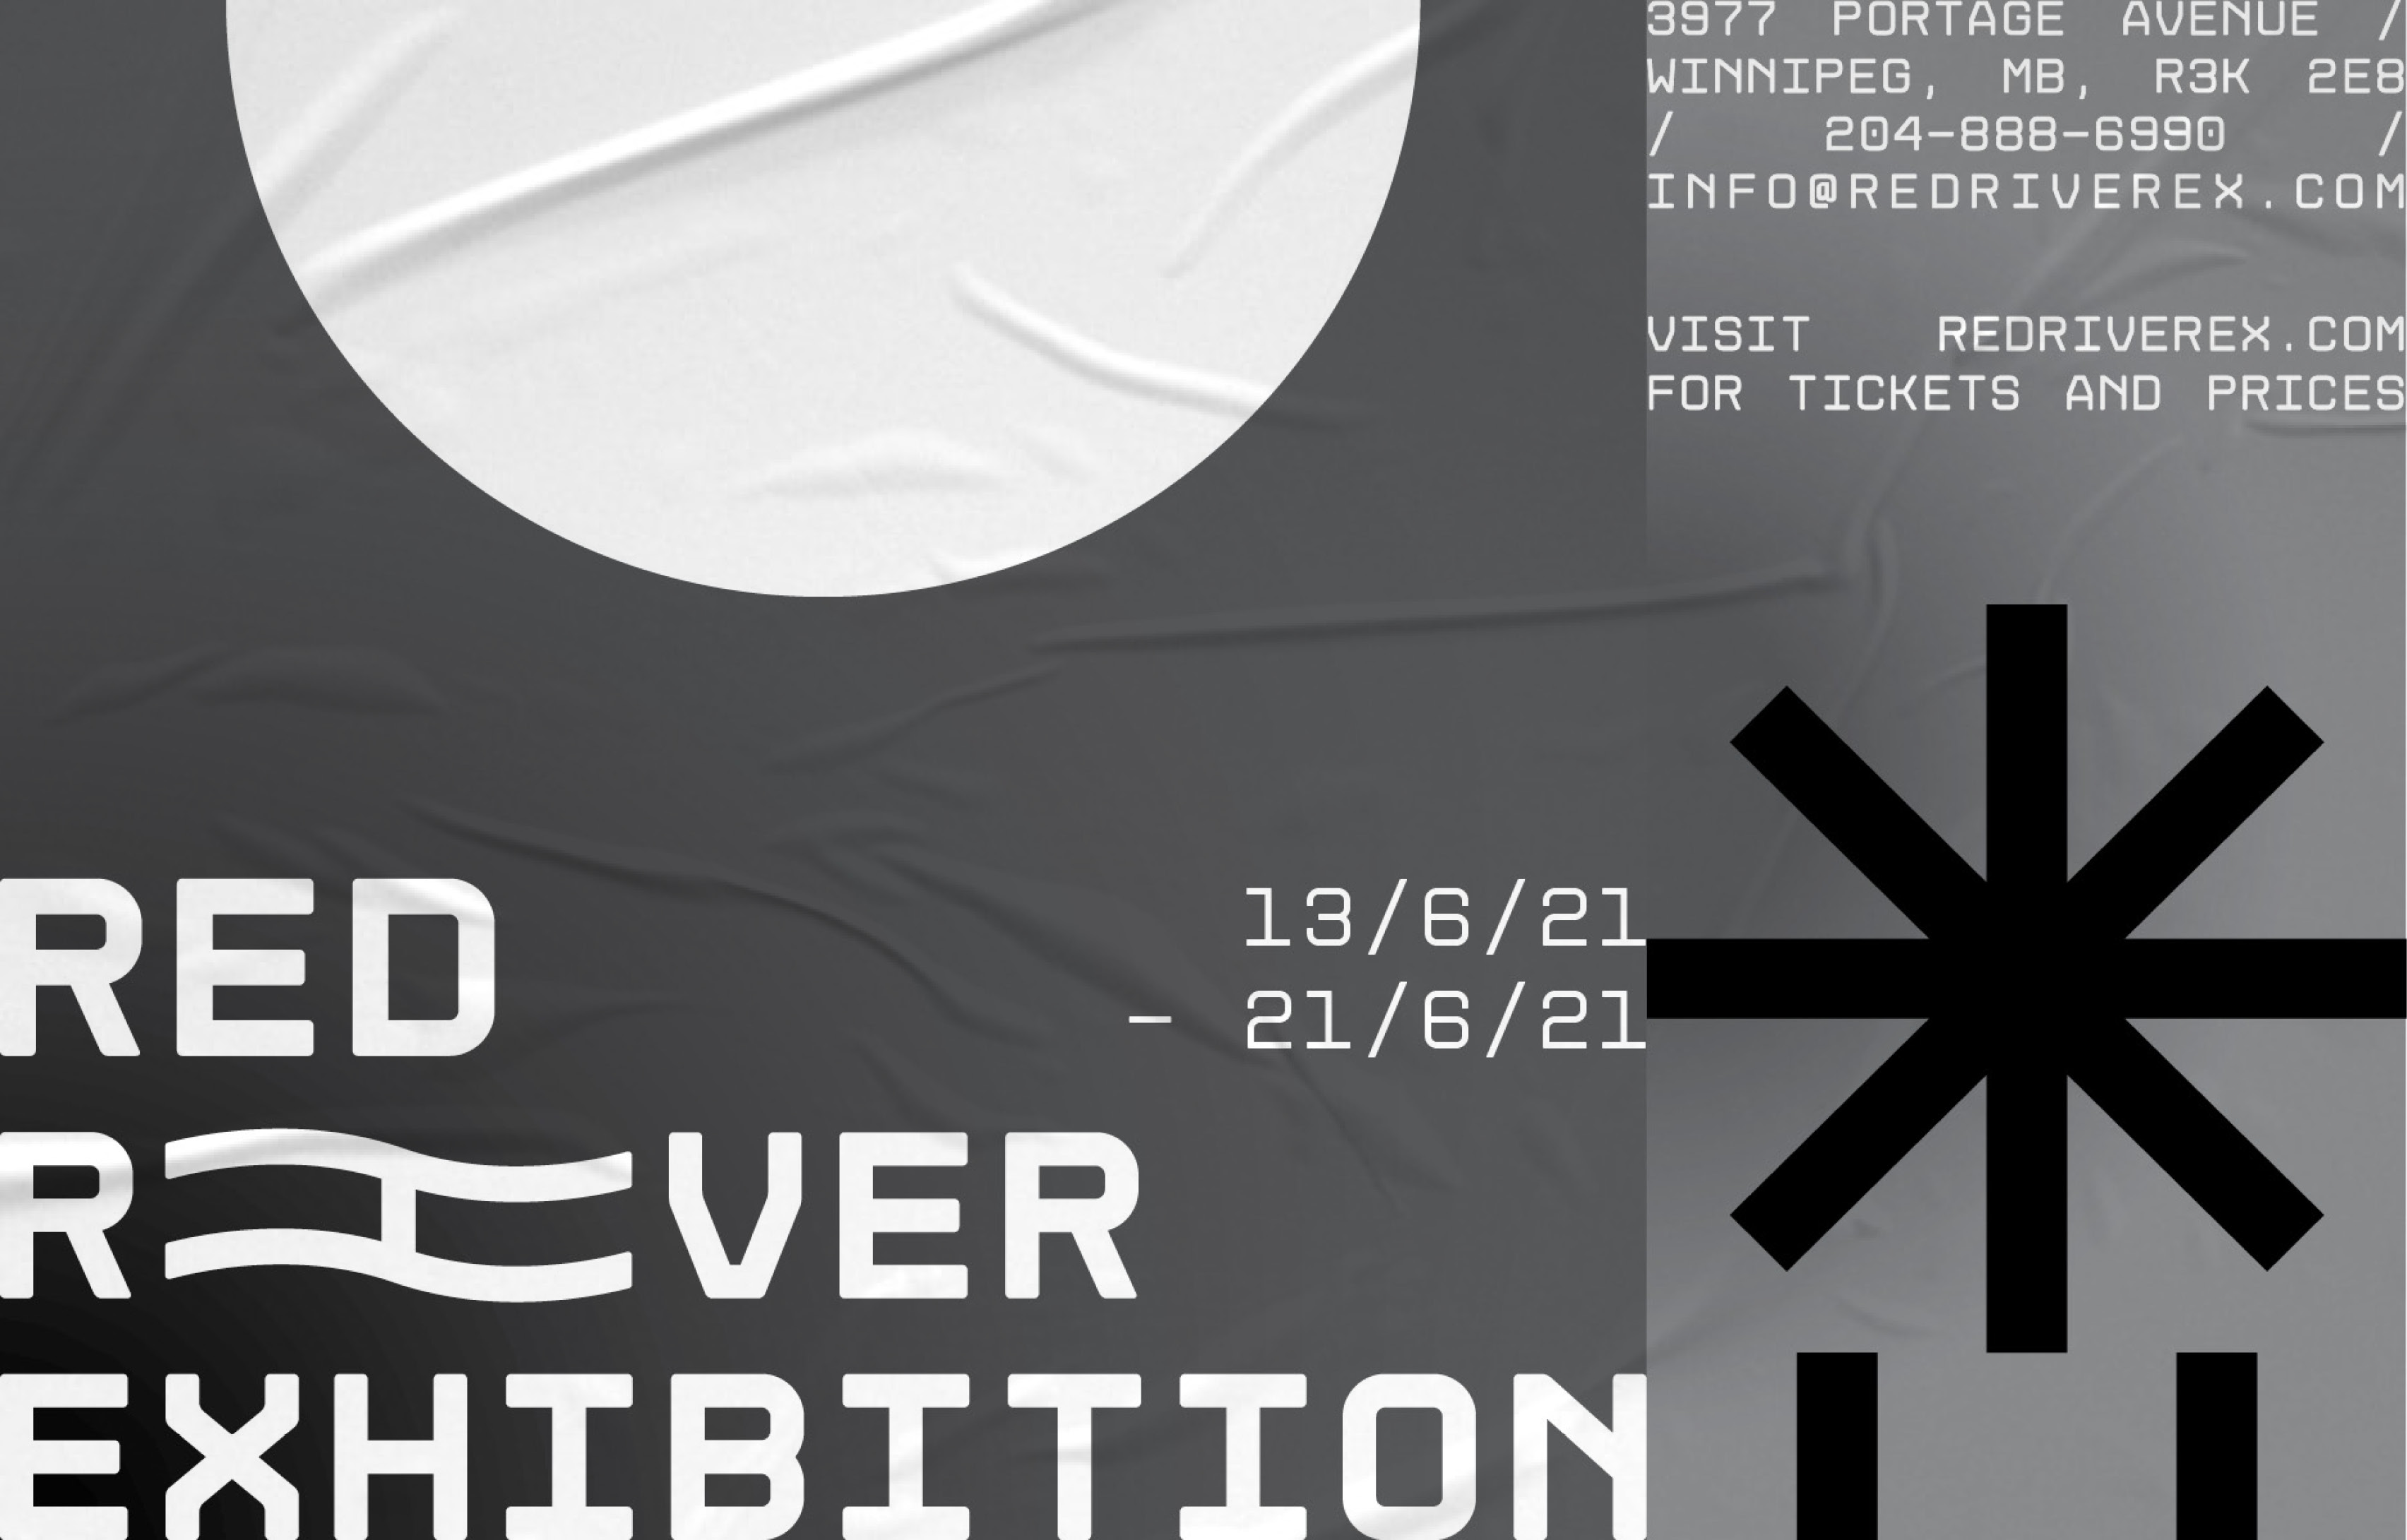 3977 PORTAGE AVENUE /
WINNIPEG, MB, R3K 2E8
/ 204-888-6990 /
INFO@REDRIVEREX.COM
VISIT REDRIVEREX.COM
FOR TICKETS AND PRICES
13/6/21
- 21/6/21
RED
RIVER
EXHIBITION